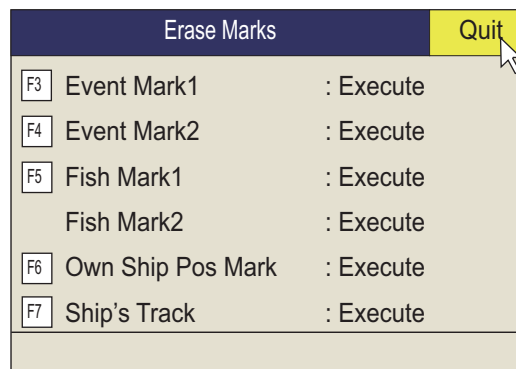 Erase Marks Quit
F3 Event Mark1 : Execute
F4 Event Mark2 : Execute
F5 Fish Mark1 : Execute
Fish Mark2 : Execute
F6 Own Ship Pos Mark : Execute
F7 Ship's Track : Execute